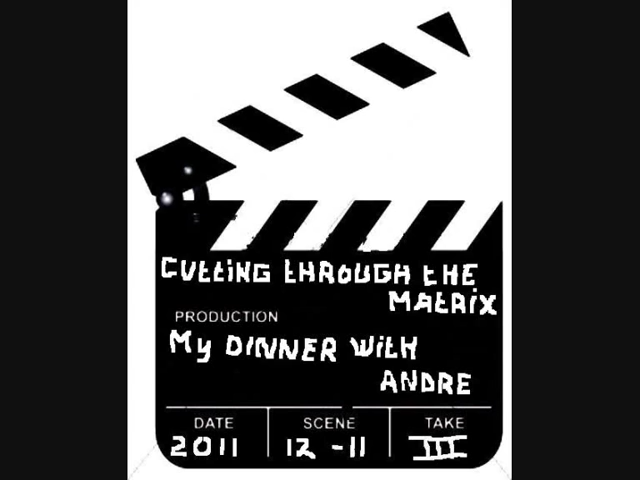 CUttiNG tHROUGH tHE
MAtRiX
PRODUCTION
My DINNER WitH
ANDRE
DATE SCENE TAKE
2011 12 -11 III